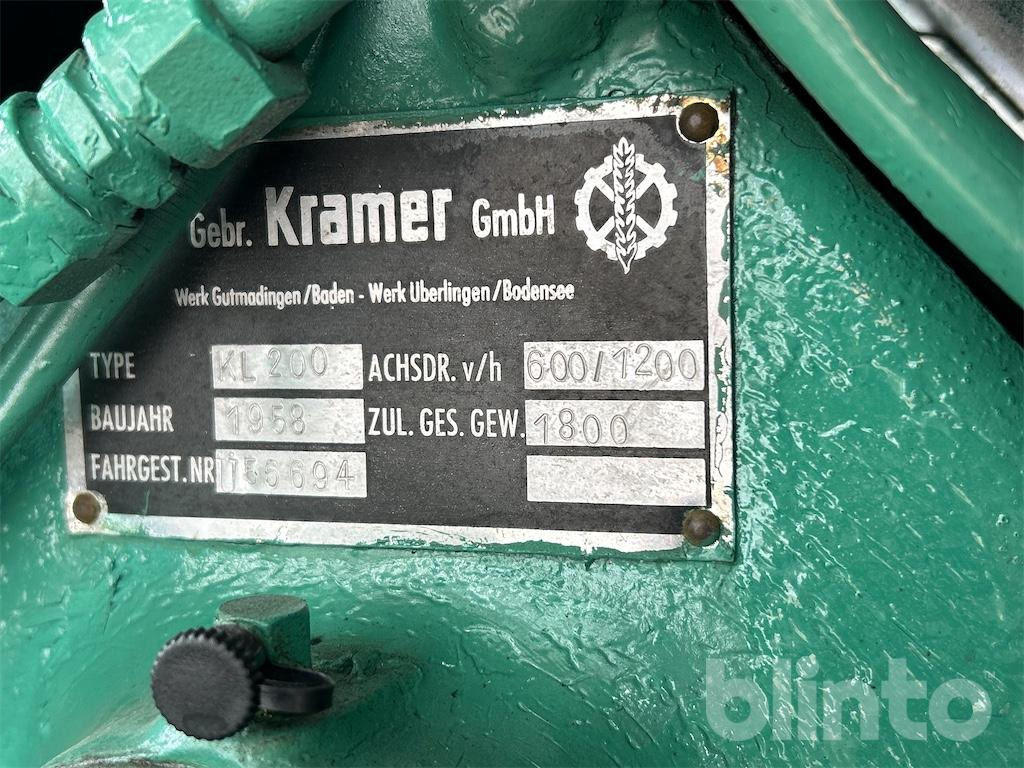 Gebr. Kramer GmbH
Werk Gutmadingen/Baden - Werk Überlingen/Bodensee
TYPE KL 200 ACHSDR. v/h 600/1200
BAUJAHR 1958 ZUL. GES. GEW. 1800
FAHRGEST. NR
blinto